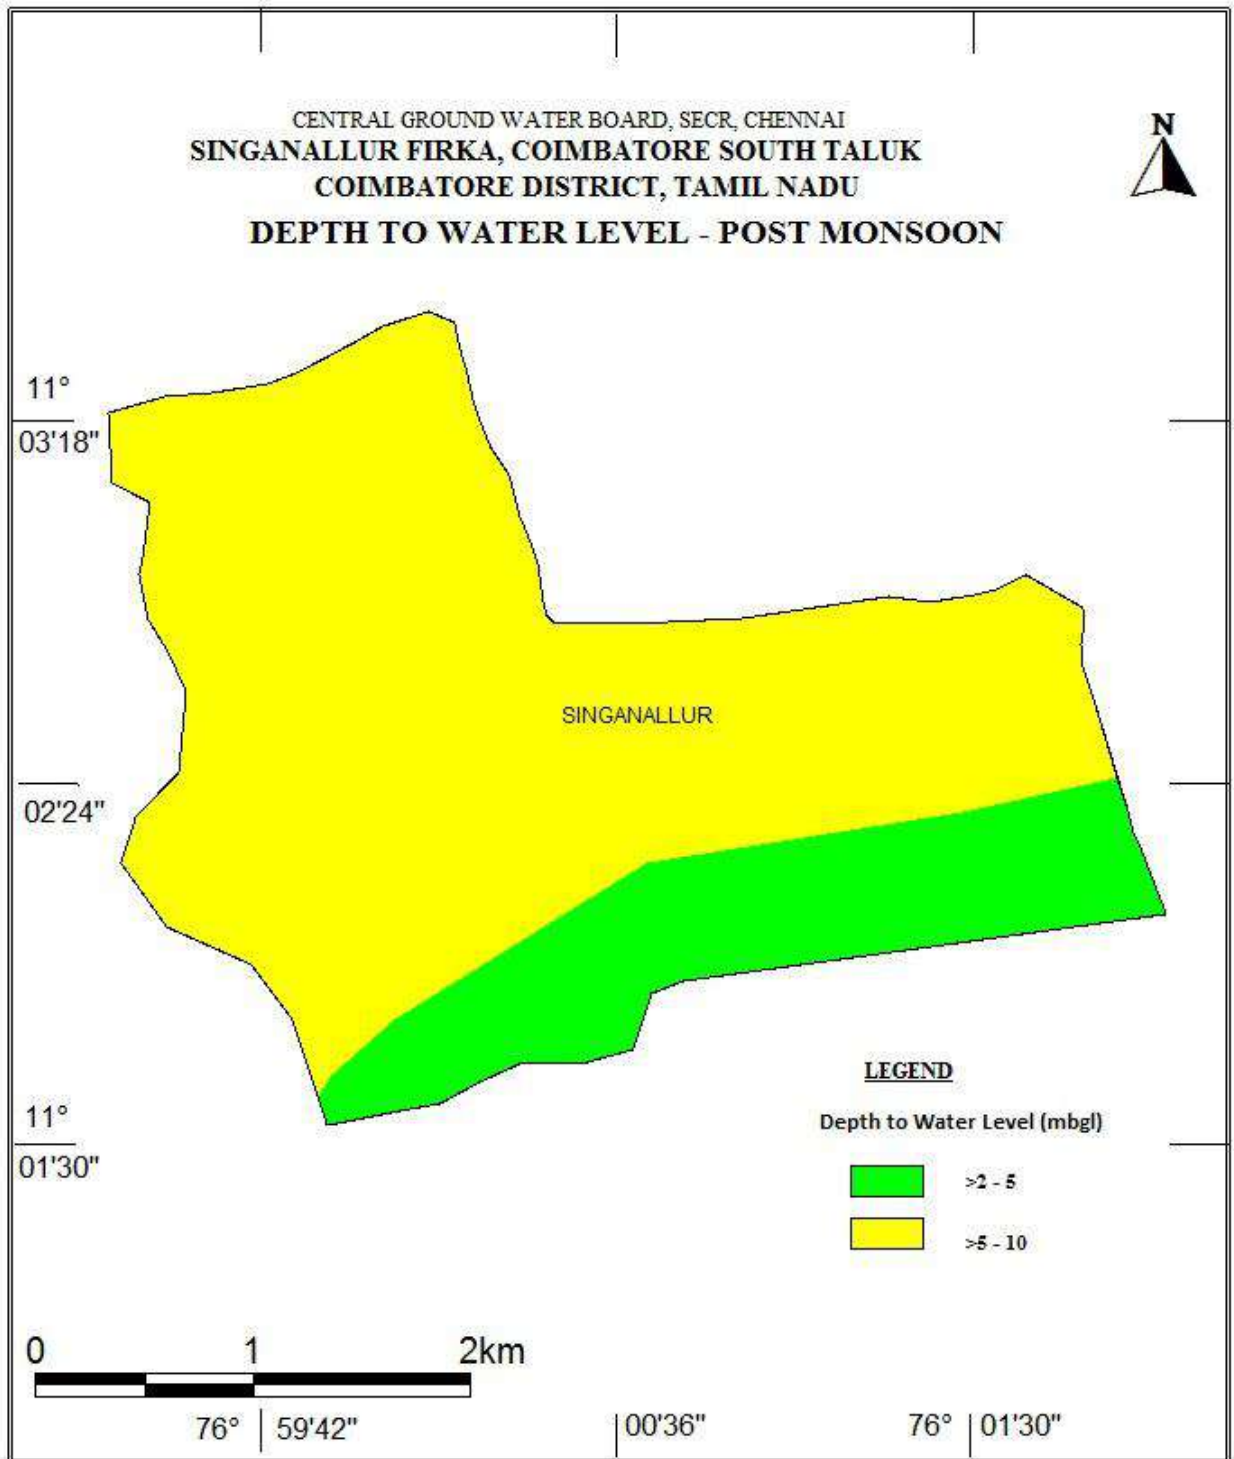 CENTRAL GROUND WATER BOARD, SECR, CHENNAI
SINGANALLUR FIRKA, COIMBATORE SOUTH TALUK
COIMBATORE DISTRICT, TAMIL NADU
DEPTH TO WATER LEVEL - POST MONSOON
N
11°
03'18"
SINGANALLUR
02'24"
11°
01'30"
LEGEND
Depth to Water Level (mbgl)
>2 - 5
>5 - 10
0 1 2km
76° 59'42" 00'36" 76° 01'30"